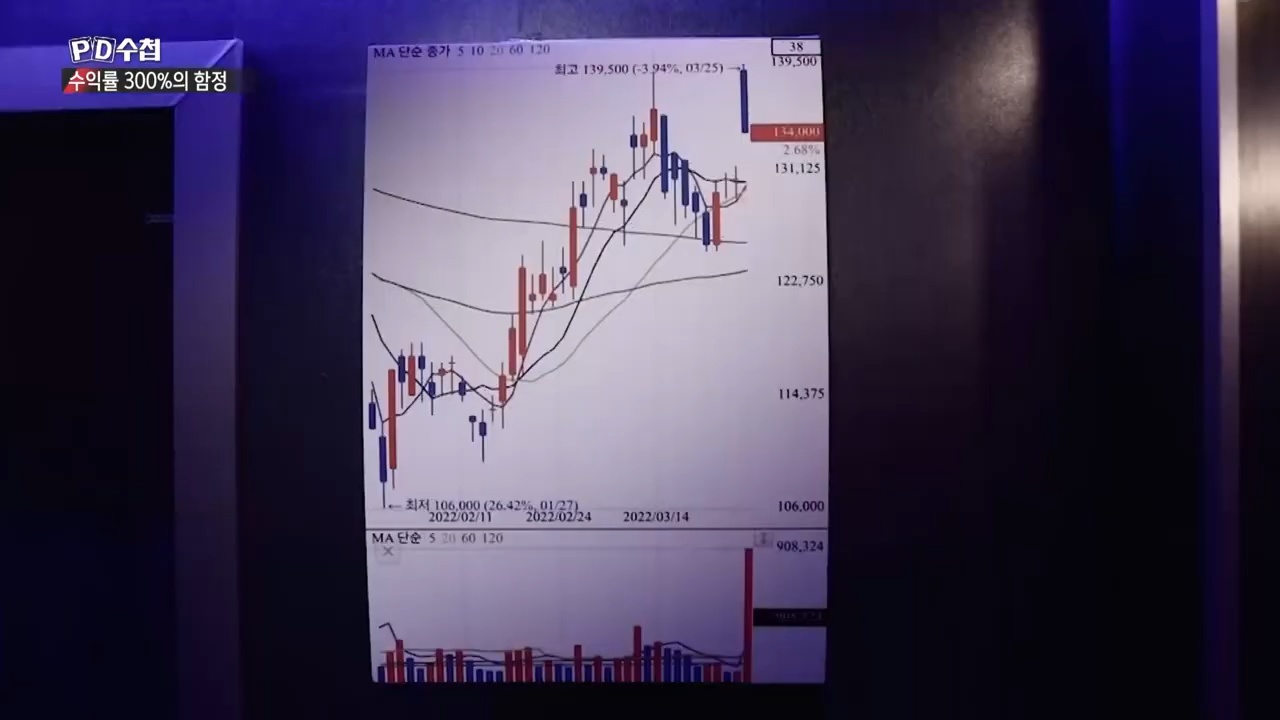 PD수첩
수익률 300%의 함정
MA 단순 종가 5 10 20 60 120
38
최고 139,500 (-3.94%, 03/25) →
139,500
134,000
2.68%
131,125
122,750
114,375
← 최저 106,000 (26.42%, 01/27)
106,000
2022/02/11 2022/02/24 2022/03/14
MA 단순 5 20 60 120
908,324